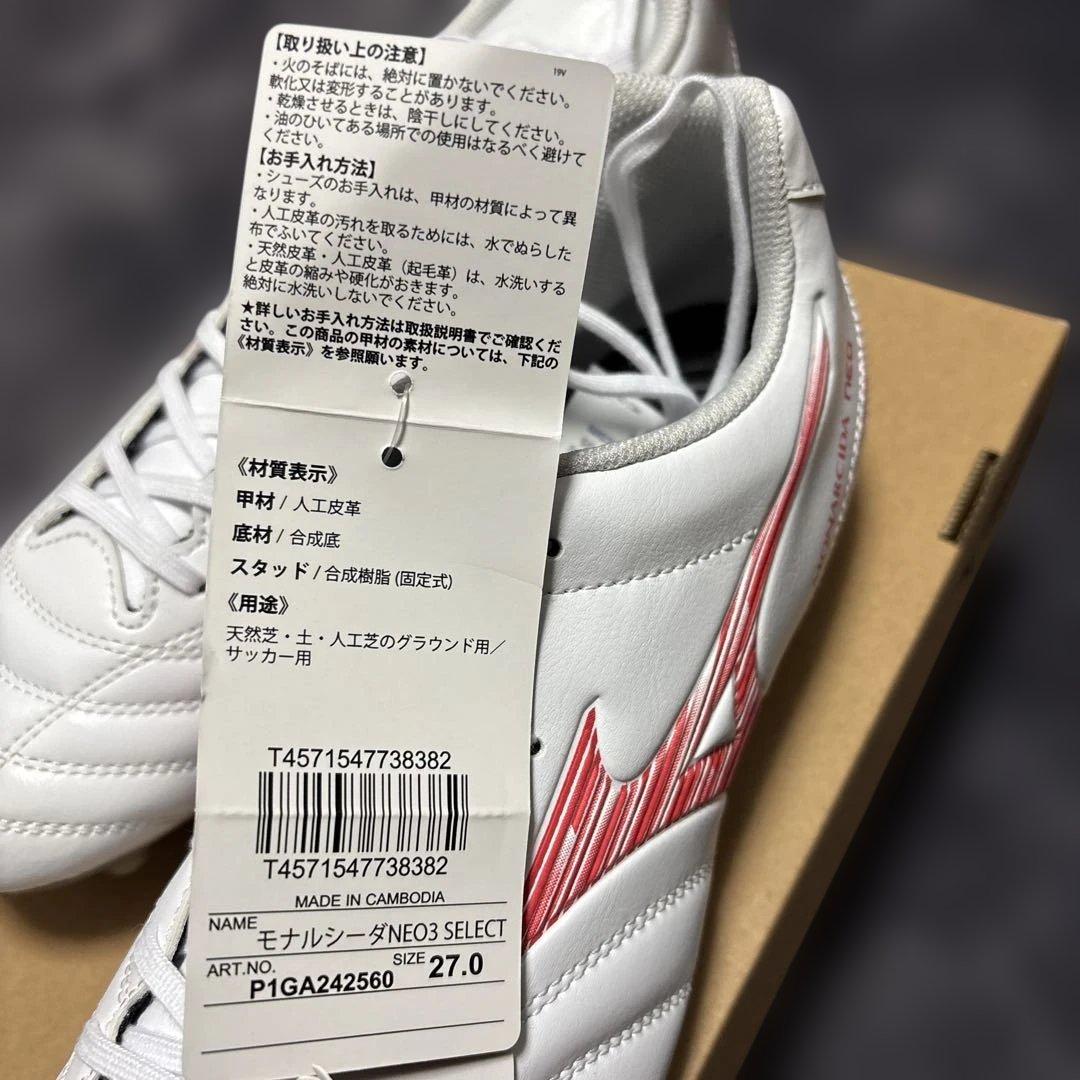 【取り扱い上の注意】
19V
・火のそばには、絶対に置かないでください。
軟化又は変形することがあります。
・乾燥させるときは、陰干しにしてください。
・油のひいてある場所での使用はなるべく避けて
ください。
【お手入れ方法】
・シューズのお手入れは、甲材の材質によって異
なります。
・人工皮革の汚れを取るためには、水でぬらした
布でふいてください。
・天然皮革・人工皮革（起毛革）は、水洗いする
と皮革の縮みや硬化がおきます。
絶対に水洗いしないでください。
★詳しいお手入れ方法は取扱説明書でご確認くだ
さい。この商品の甲材の素材については、下記の
《材質表示》を参照願います。
《材質表示》
甲材 / 人工皮革
底材 / 合成底
スタッド / 合成樹脂 (固定式)
《用途》
天然芝・土・人工芝のグラウンド用／
サッカー用
T4571547738382
T4571547738382
MADE IN CAMBODIA
NAME モナルシーダNEO3 SELECT
ART.NO. P1GA242560 SIZE 27.0
MONARCIDA NEO